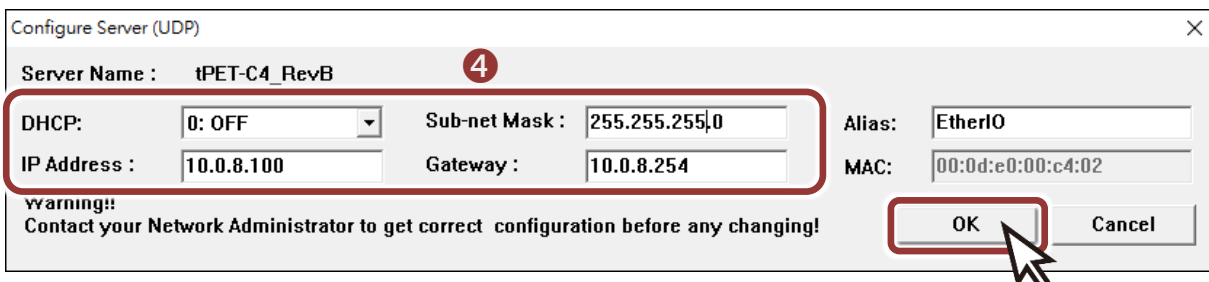 Configure Server (UDP)
Server Name : tPET-C4_RevB
4
DHCP: 0: OFF Sub-net Mask : 255.255.255.0 Alias: EtherIO
IP Address : 10.0.8.100 Gateway : 10.0.8.254 MAC: 00:0d:e0:00:c4:02
Warning!!
Contact your Network Administrator to get correct configuration before any changing!
OK Cancel